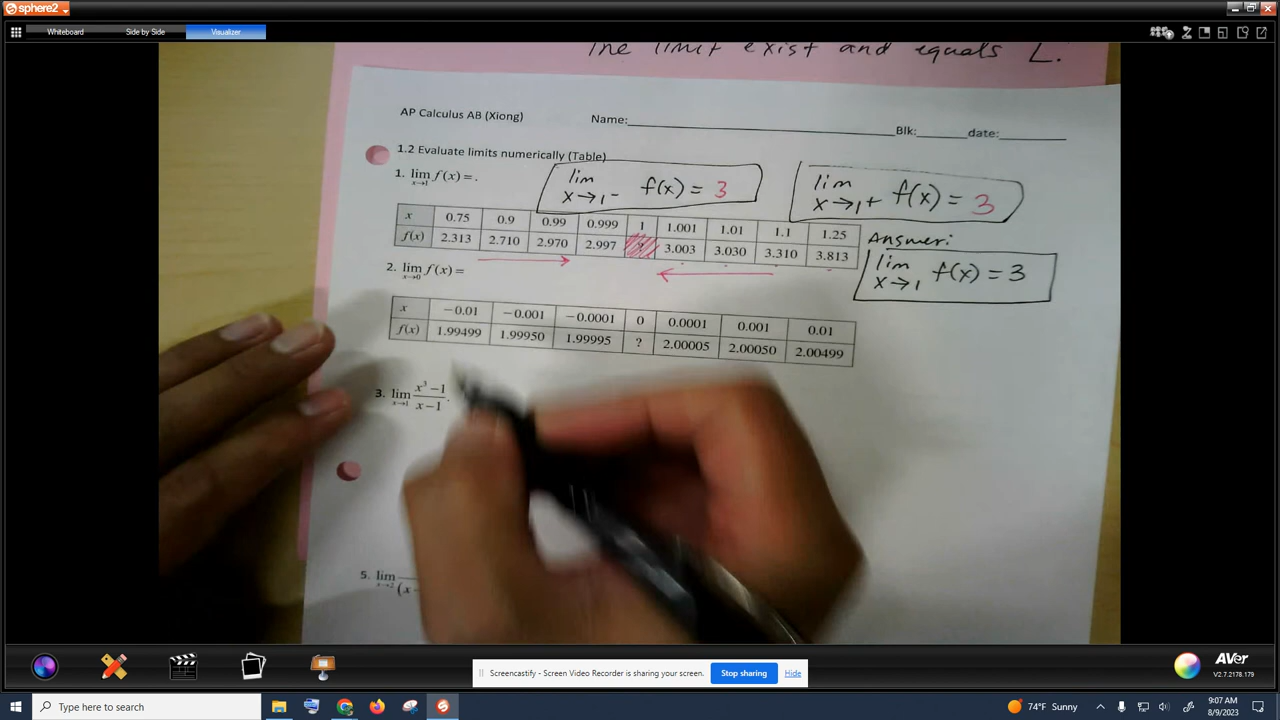 sphere2
Whiteboard Side by Side Visualizer
The limit exist and equals L.
AP Calculus AB (Xiong) Name:____ Blk:____ date:____
1.2 Evaluate limits numerically (Table)
1. lim x→1 f(x)=.
lim x→1- f(x) = 3
lim x→1+ f(x) = 3
x 0.75 0.9 0.99 0.999 1 1.001 1.01 1.1 1.25
f(x) 2.313 2.710 2.970 2.997 ? 3.003 3.030 3.310 3.813
Answer:
lim x→1 f(x) = 3
2. lim x→0 f(x)=
x −0.01 −0.001 −0.0001 0 0.0001 0.001 0.01
f(x) 1.99499 1.99950 1.99995 ? 2.00005 2.00050 2.00499
3. lim x→1 x³−1 / x−1.
5. lim x→2 (x
Screencastify - Screen Video Recorder is sharing your screen. Stop sharing Hide
AVer
V2.7.2178.179
Type here to search
74°F Sunny
9:07 AM
8/9/2023